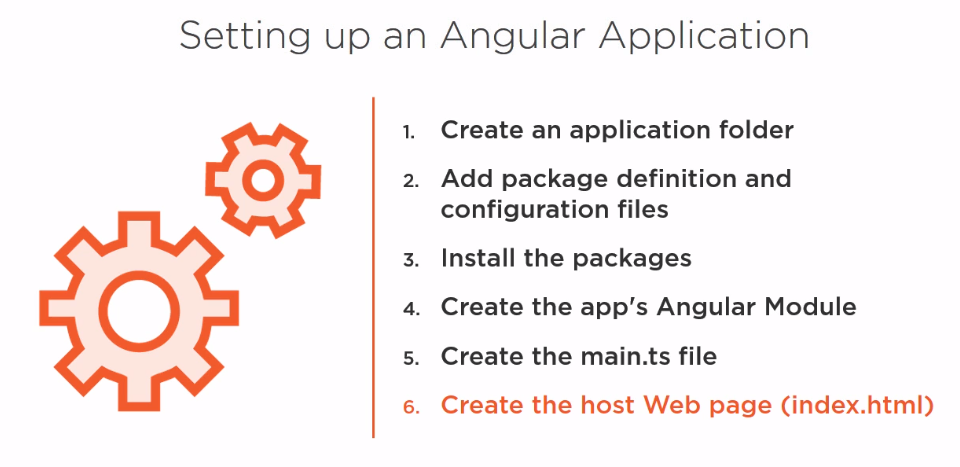 Setting up an Angular Application
1. Create an application folder
2. Add package definition and
configuration files
3. Install the packages
4. Create the app's Angular Module
5. Create the main.ts file
6. Create the host Web page (index.html)